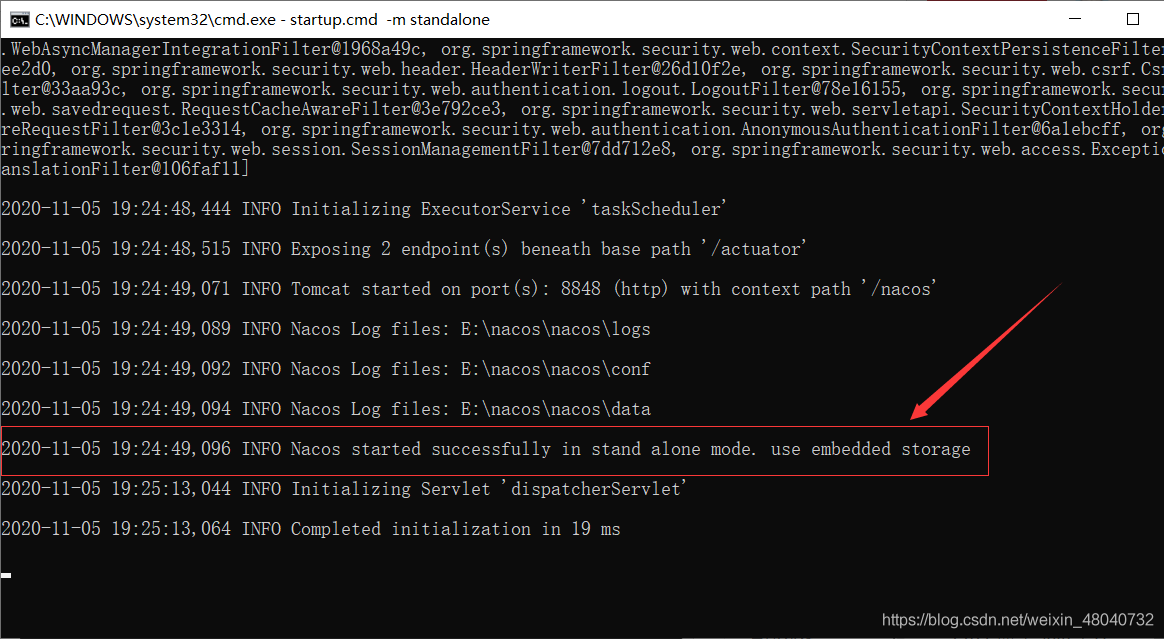 C:\WINDOWS\system32\cmd.exe - startup.cmd  -m standalone
.WebAsyncManagerIntegrationFilter@1968a49c, org.springframework.security.web.context.SecurityContextPersistenceFilter
ee2d0, org.springframework.security.web.header.HeaderWriterFilter@26d10f2e, org.springframework.security.web.csrf.Csr
lter@33aa93c, org.springframework.security.web.authentication.logout.LogoutFilter@78e16155, org.springframework.secur
.web.savedrequest.RequestCacheAwareFilter@3e792ce3, org.springframework.security.web.servletapi.SecurityContextHolder
reRequestFilter@3c1e3314, org.springframework.security.web.authentication.AnonymousAuthenticationFilter@6a1ebcff, org
ringframework.security.web.session.SessionManagementFilter@7dd712e8, org.springframework.security.web.access.Exceptio
anslationFilter@106faf11]
2020-11-05 19:24:48,444 INFO Initializing ExecutorService 'taskScheduler'
2020-11-05 19:24:48,515 INFO Exposing 2 endpoint(s) beneath base path '/actuator'
2020-11-05 19:24:49,071 INFO Tomcat started on port(s): 8848 (http) with context path '/nacos'
2020-11-05 19:24:49,089 INFO Nacos Log files: E:\nacos\nacos\logs
2020-11-05 19:24:49,092 INFO Nacos Log files: E:\nacos\nacos\conf
2020-11-05 19:24:49,094 INFO Nacos Log files: E:\nacos\nacos\data
2020-11-05 19:24:49,096 INFO Nacos started successfully in stand alone mode. use embedded storage
2020-11-05 19:25:13,044 INFO Initializing Servlet 'dispatcherServlet'
2020-11-05 19:25:13,064 INFO Completed initialization in 19 ms
https://blog.csdn.net/weixin_48040732